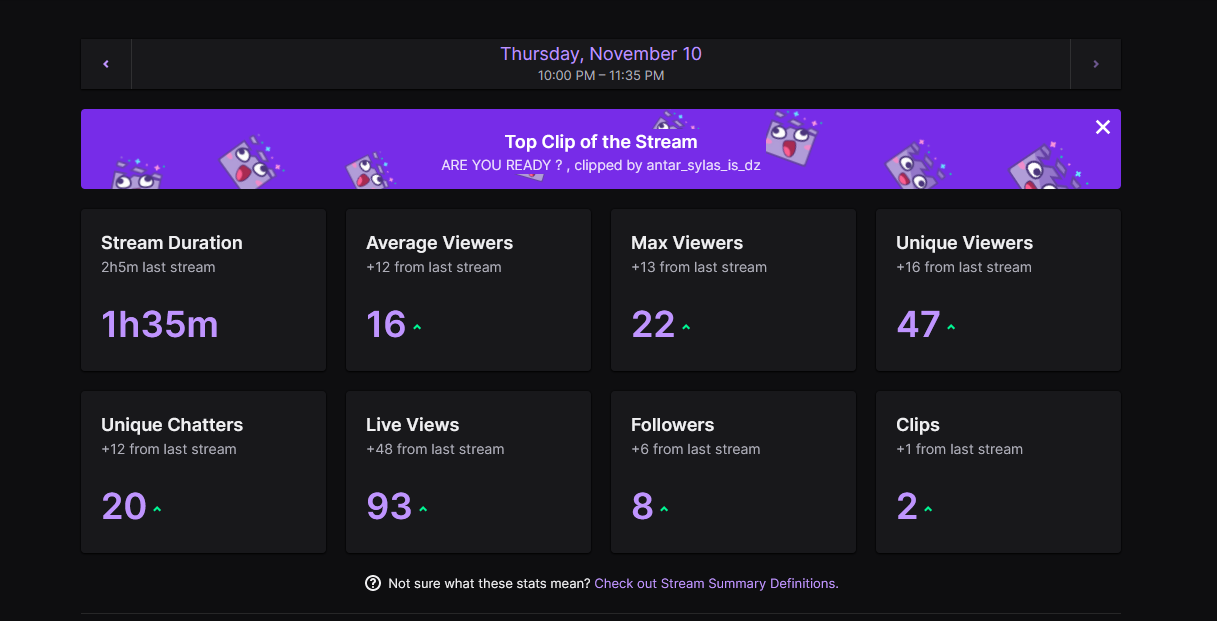 Thursday, November 10
10:00 PM – 11:35 PM
Top Clip of the Stream
ARE YOU READY ? , clipped by antar_sylas_is_dz
Stream Duration
2h5m last stream
1h35m
Average Viewers
+12 from last stream
16
Max Viewers
+13 from last stream
22
Unique Viewers
+16 from last stream
47
Unique Chatters
+12 from last stream
20
Live Views
+48 from last stream
93
Followers
+6 from last stream
8
Clips
+1 from last stream
2
Not sure what these stats mean? Check out Stream Summary Definitions.